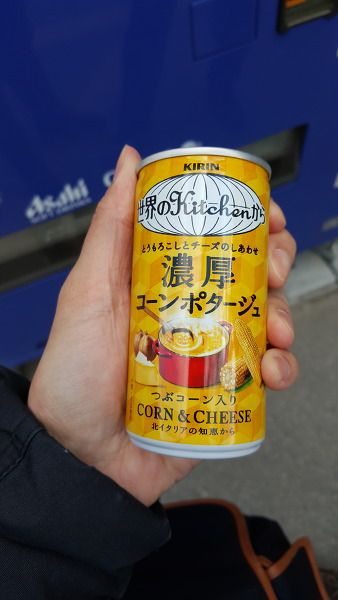 Asahi
KIRIN
世界のKitchenから
とうもろこしとチーズのしあわせ
濃厚
コーンポタージュ
つぶコーン入り
CORN & CHEESE
北イタリアの知恵から